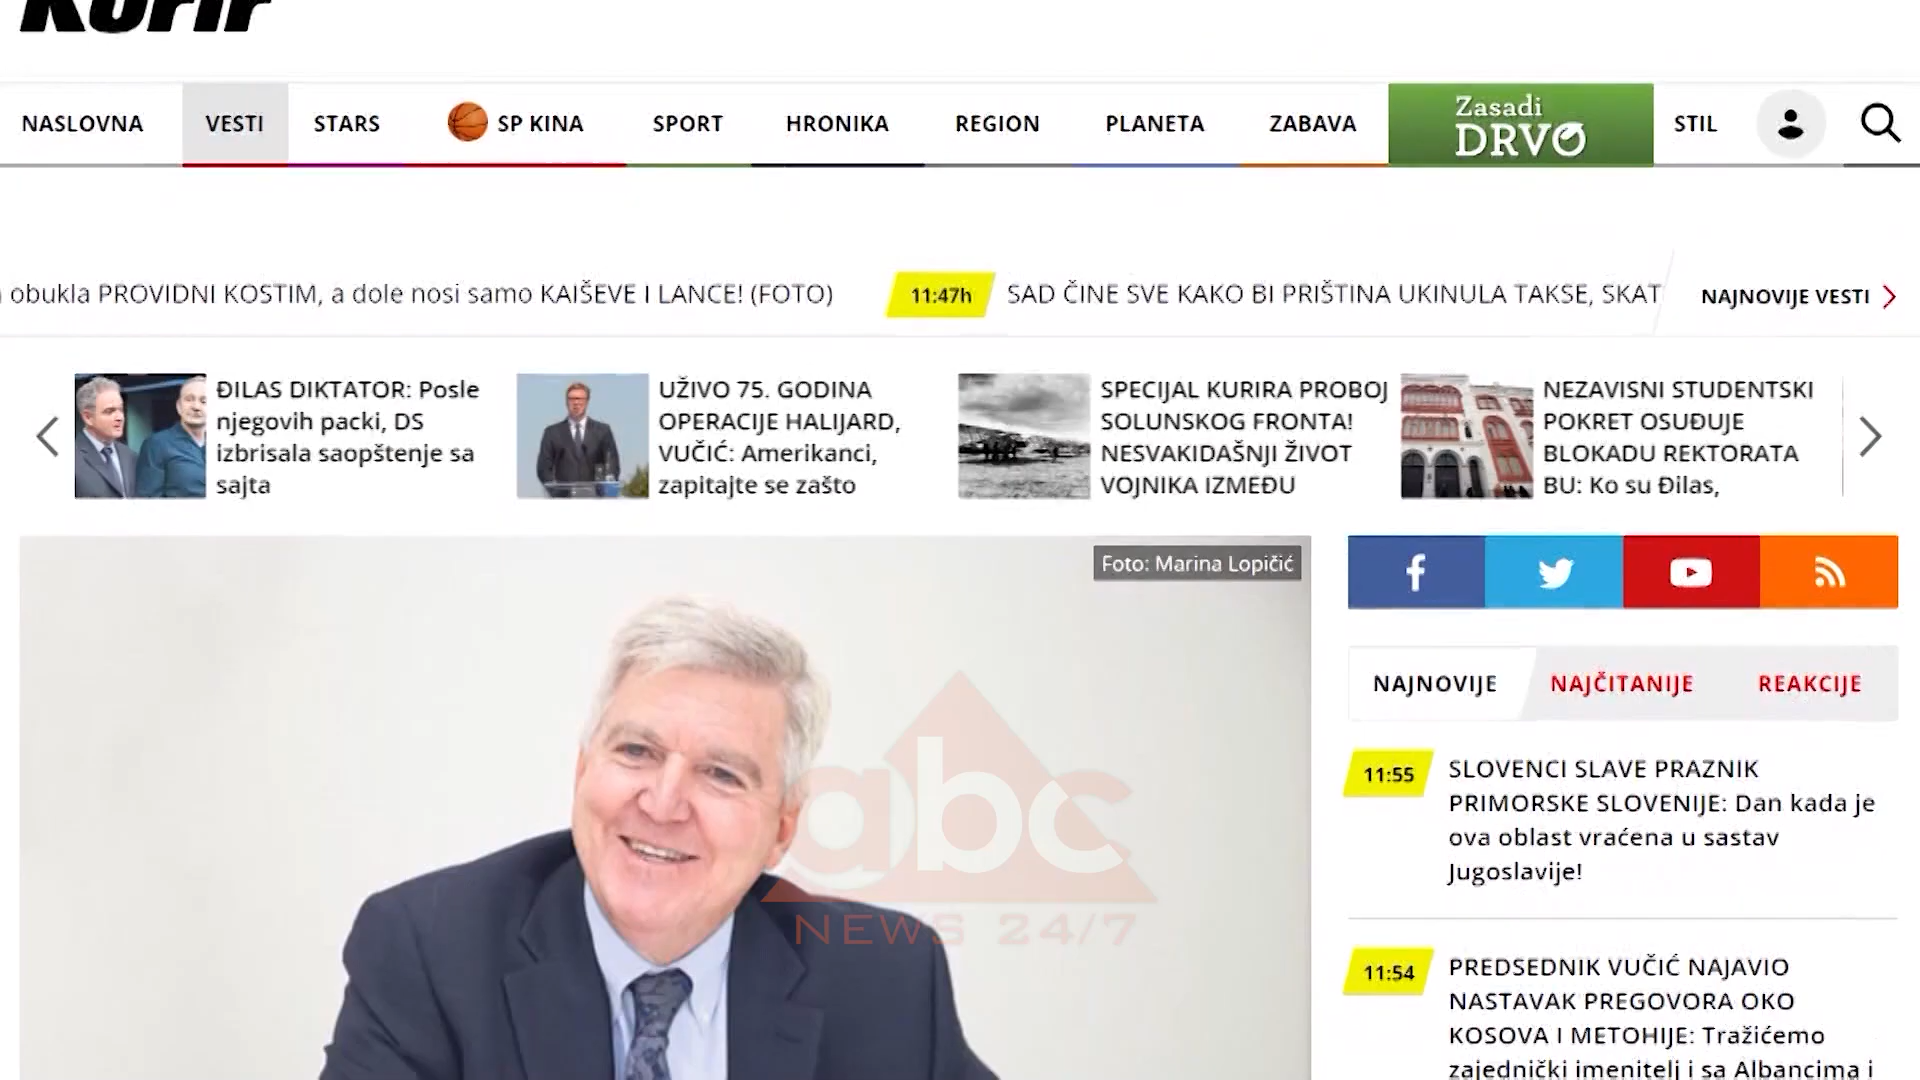 Kurir
NASLOVNA VESTI STARS SP KINA SPORT HRONIKA REGION PLANETA ZABAVA Zasadi DRVO STIL
obukla PROVIDNI KOSTIM, a dole nosi samo KAIŠEVE I LANCE! (FOTO) 11:47h SAD ČINE SVE KAKO BI PRIŠTINA UKINULA TAKSE, SKAT NAJNOVIJE VESTI
ĐILAS DIKTATOR: Posle
njegovih packi, DS
izbrisala saopštenje sa
sajta
UŽIVO 75. GODINA
OPERACIJE HALIJARD,
VUČIĆ: Amerikanci,
zapitajte se zašto
SPECIJAL KURIRA PROBOJ
SOLUNSKOG FRONTA!
NESVAKIDAŠNJI ŽIVOT
VOJNIKA IZMEĐU
NEZAVISNI STUDENTSKI
POKRET OSUĐUJE
BLOKADU REKTORATA
BU: Ko su Đilas,
Foto: Marina Lopičić
abc
NEWS 24/7
NAJNOVIJE NAJČITANIJE REAKCIJE
11:55
SLOVENCI SLAVE PRAZNIK
PRIMORSKE SLOVENIJE: Dan kada je
ova oblast vraćena u sastav
Jugoslavije!
11:54
PREDSEDNIK VUČIĆ NAJAVIO
NASTAVAK PREGOVORA OKO
KOSOVA I METOHIJE: Tražićemo
zajednički imenitelj i sa Albancima i